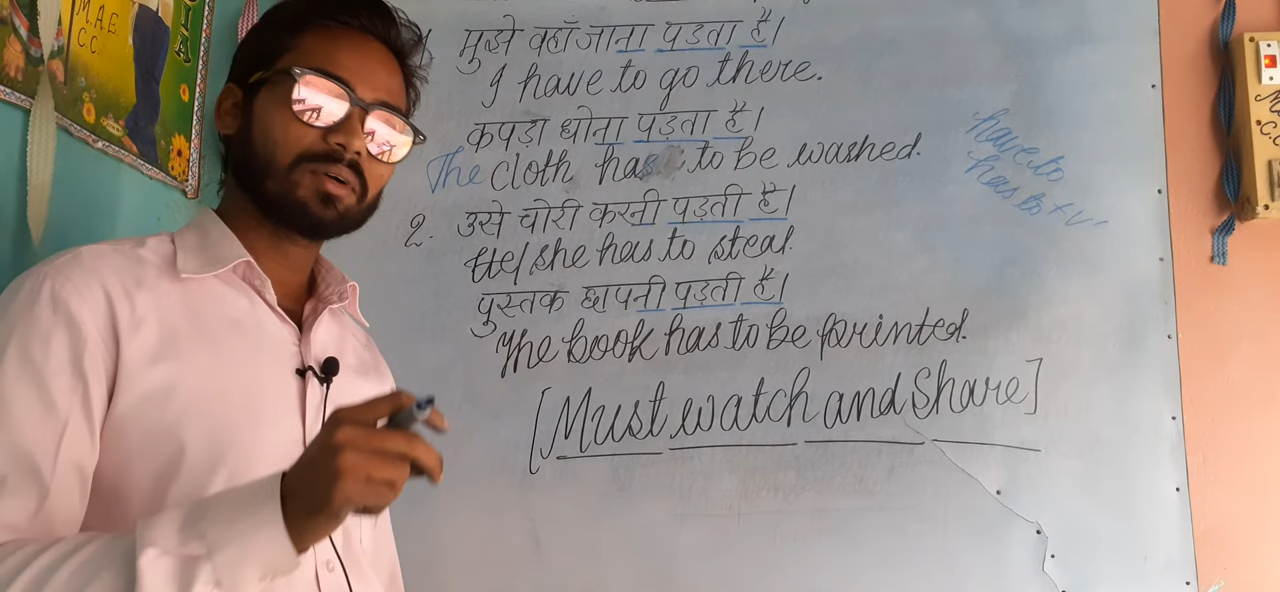 M.A.E
C.C.
1. मुझे वहाँ जाना पड़ता है।
I have to go there.
कपड़ा धोना पड़ता है।
The cloth has to be washed.
have to
has to + V¹
2. उसे चोरी करनी पड़ती है।
He/she has to steal.
पुस्तक छापनी पड़ती है।
The book has to be printed.
[Must watch and Share]